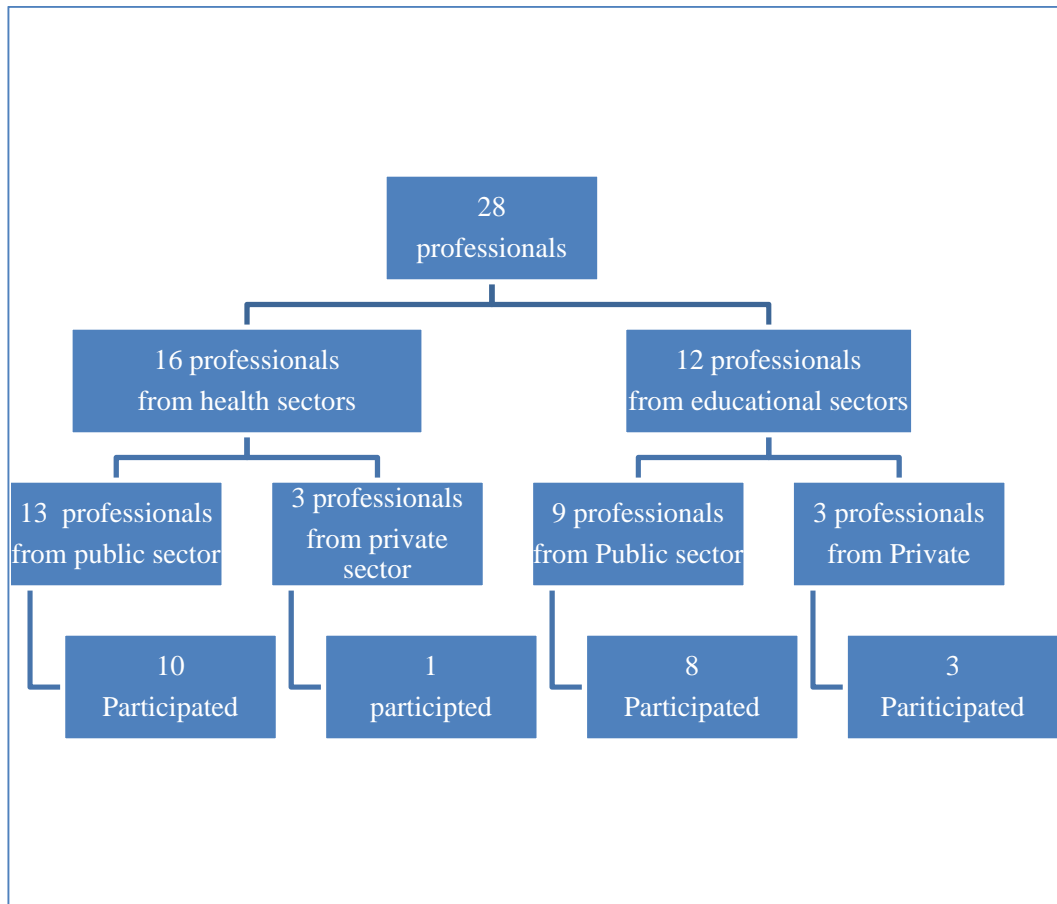 28
professionals
16 professionals
from health sectors
12 professionals
from educational sectors
13 professionals
from public sector
3 professionals
from private
sector
9 professionals
from Public sector
3 professionals
from Private
10
Participated
1
participted
8
Participated
3
Pariticipated